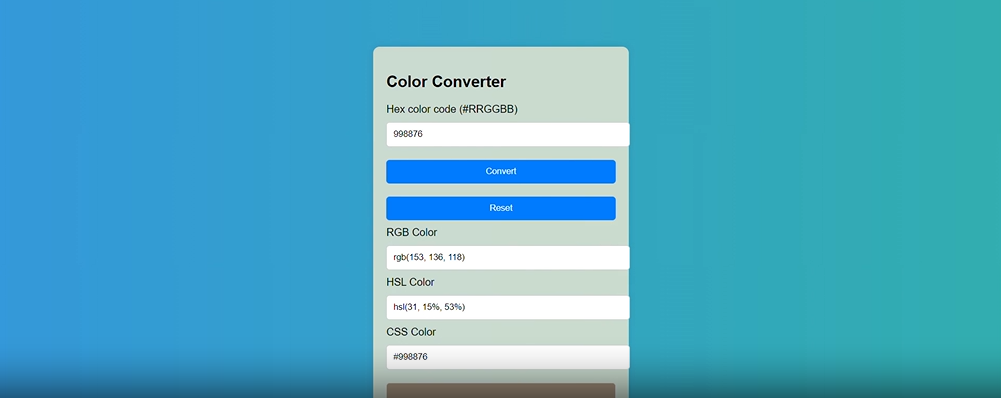 Color Converter
Hex color code (#RRGGBB)
998876
Convert
Reset
RGB Color
rgb(153, 136, 118)
HSL Color
hsl(31, 15%, 53%)
CSS Color
#998876